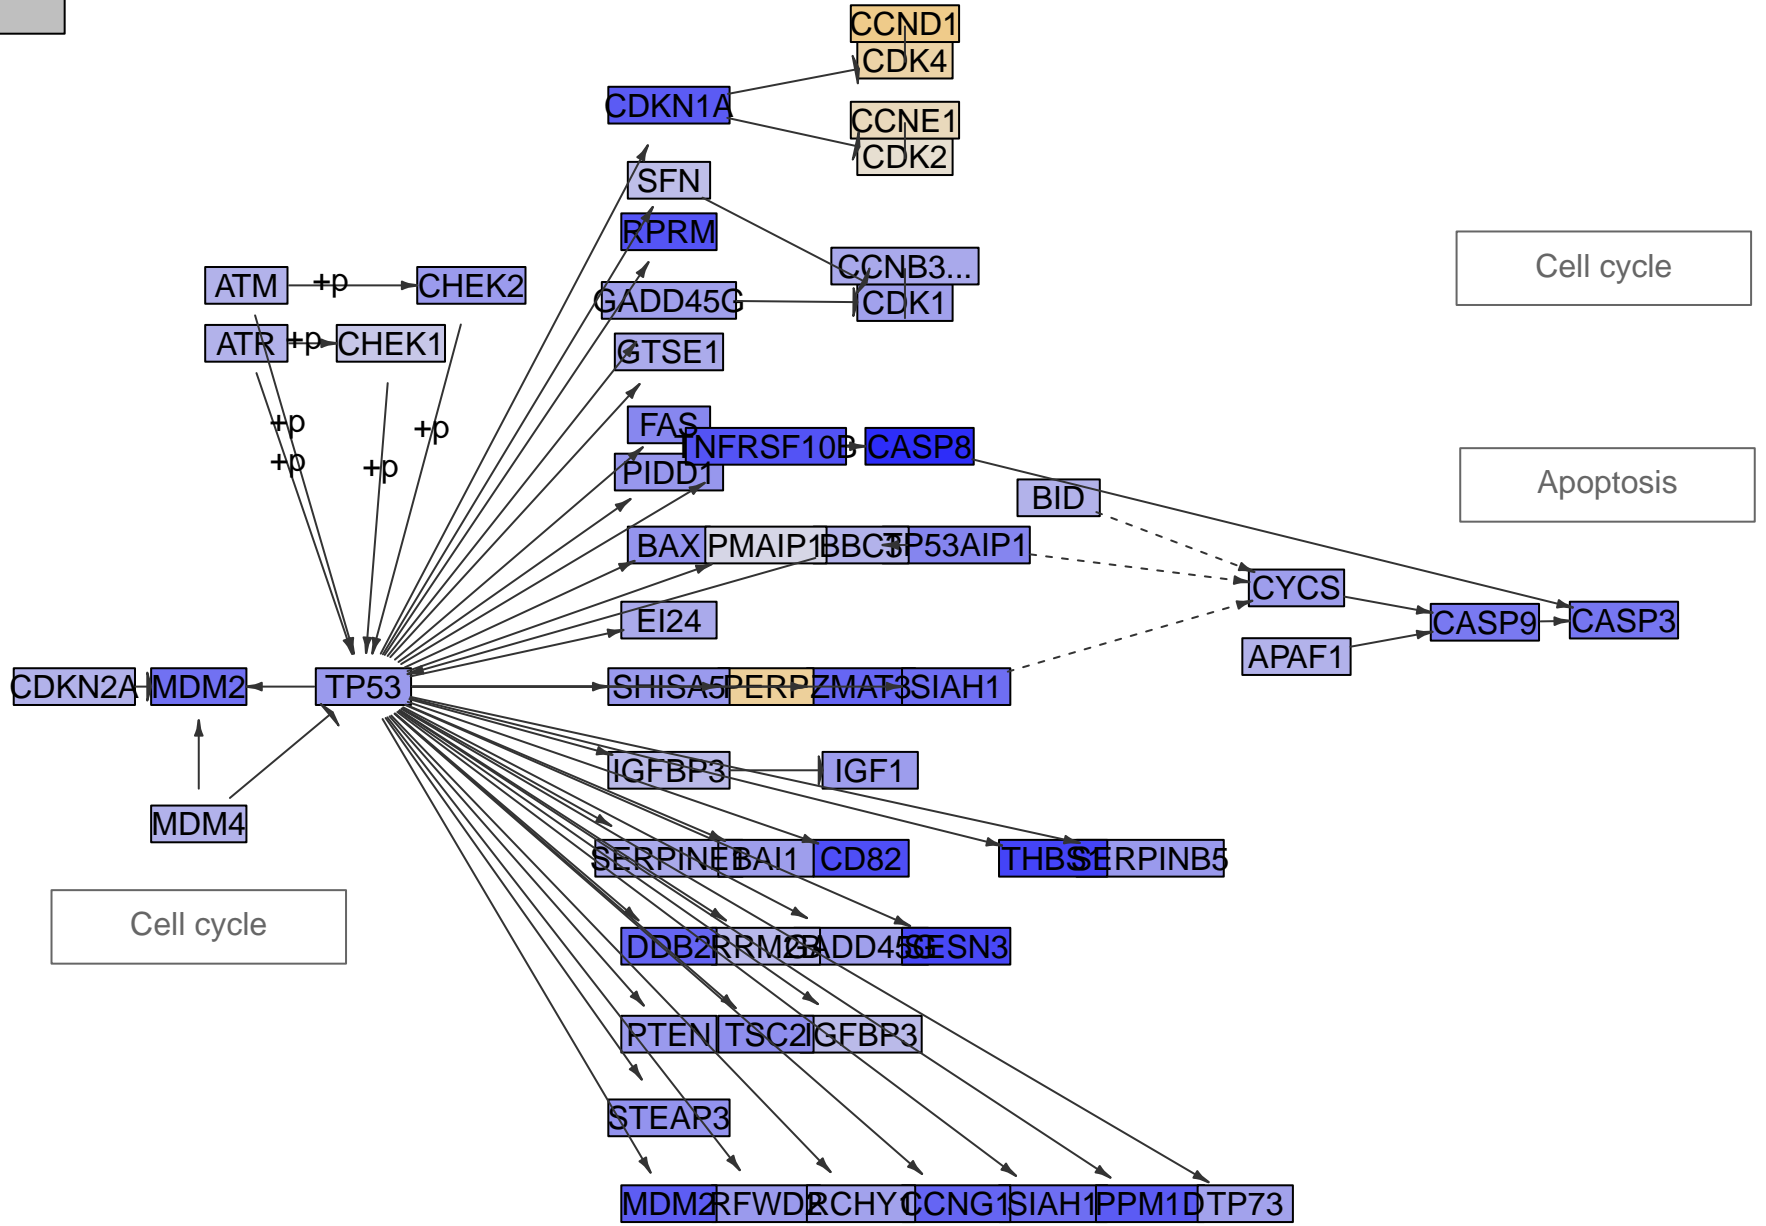 CCND1
CDK4
CDKN1A
CCNE1
CDK2
SFN
RPRM
CCNB3...
Cell cycle
ATM
+p
CHEK2
GADD45G
CDK1
ATR
+p
CHEK1
GTSE1
+p
+p
FAS
TNFRSF10B
CASP8
+p
+p
PIDD1
Apoptosis
BID
BAX
PMAIP1
BBC3
TP53AIP1
CYCS
EI24
CASP9
CASP3
APAF1
CDKN2A
MDM2
TP53
SHISA5
PERP
ZMAT3
SIAH1
IGFBP3
IGF1
MDM4
SERPINE1
BAI1
CD82
THBS1
SERPINB5
Cell cycle
DDB2
RRM2B
GADD45G
SESN3
PTEN
TSC2
IGFBP3
STEAP3
MDM2
RFWD2
RCHY1
CCNG1
SIAH1
PPM1D
TP73